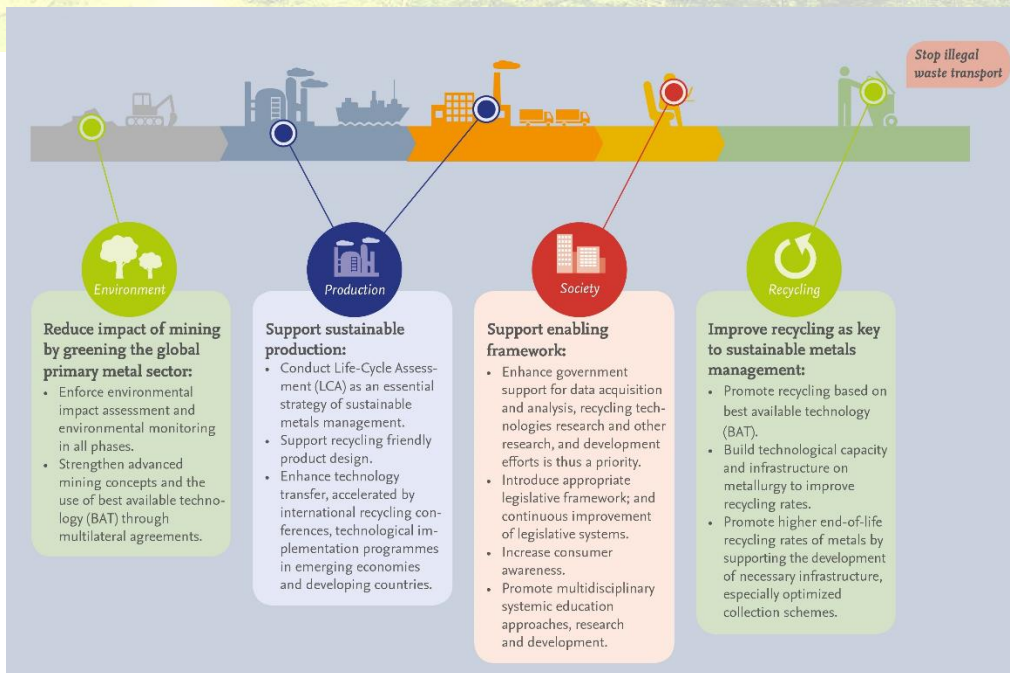 Stop illegal
waste transport
Environment
Reduce impact of mining
by greening the global
primary metal sector:
• Enforce environmental
impact assessment and
environmental monitoring
in all phases.
• Strengthen advanced
mining concepts and the
use of best available techno-
logy (BAT) through
multilateral agreements.
Production
Support sustainable
production:
• Conduct Life-Cycle Assess-
ment (LCA) as an essential
strategy of sustainable
metals management.
• Support recycling friendly
product design.
• Enhance technology
transfer, accelerated by
international recycling con-
ferences, technological im-
plementation programmes
in emerging economies
and developing countries.
Society
Support enabling
framework:
• Enhance government
support for data acquisition
and analysis, recycling tech-
nologies research and other
research, and development
efforts is thus a priority.
• Introduce appropriate
legislative framework; and
continuous improvement
of legislative systems.
• Increase consumer
awareness.
• Promote multidisciplinary
systemic education
approaches, research
and development.
Recycling
Improve recycling as key
to sustainable metals
management:
• Promote recycling based on
best available technology
(BAT).
• Build technological capacity
and infrastructure on
metallurgy to improve
recycling rates.
• Promote higher end-of-life
recycling rates of metals by
supporting the development
of necessary infrastructure,
especially optimized
collection schemes.